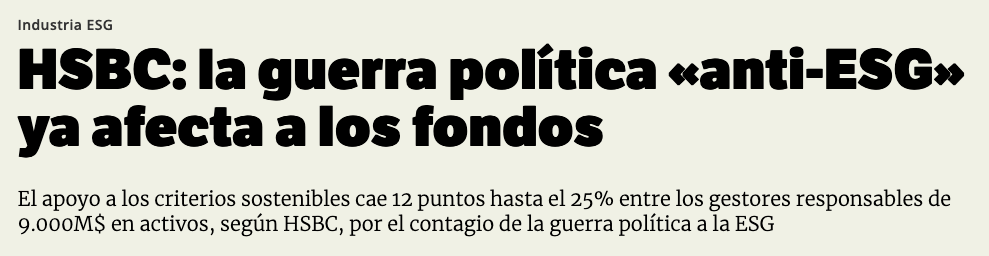 Industria ESG
HSBC: la guerra política «anti-ESG»
ya afecta a los fondos
El apoyo a los criterios sostenibles cae 12 puntos hasta el 25% entre los gestores responsables de
9.000M$ en activos, según HSBC, por el contagio de la guerra política a la ESG